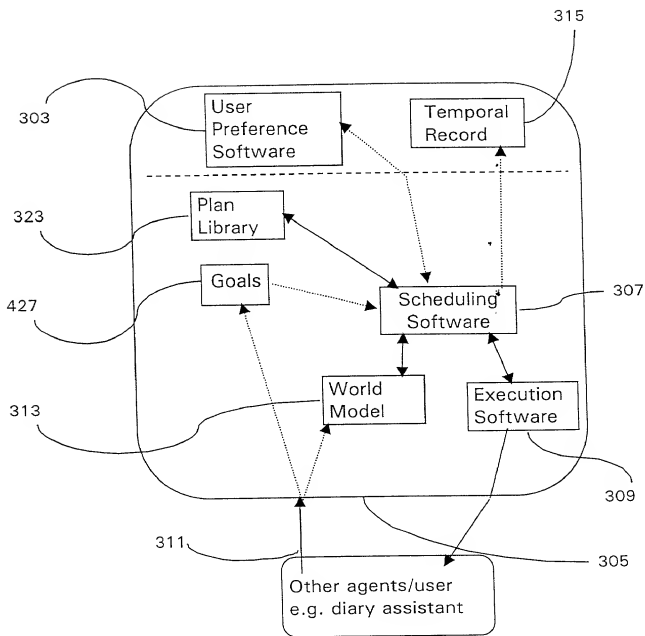 315
User
Preference
Software
Temporal
Record
303
Plan
Library
323
Goals
Scheduling
Software
307
427
World
Model
Execution
Software
313
309
311
305
Other agents/user
e.g. diary assistant